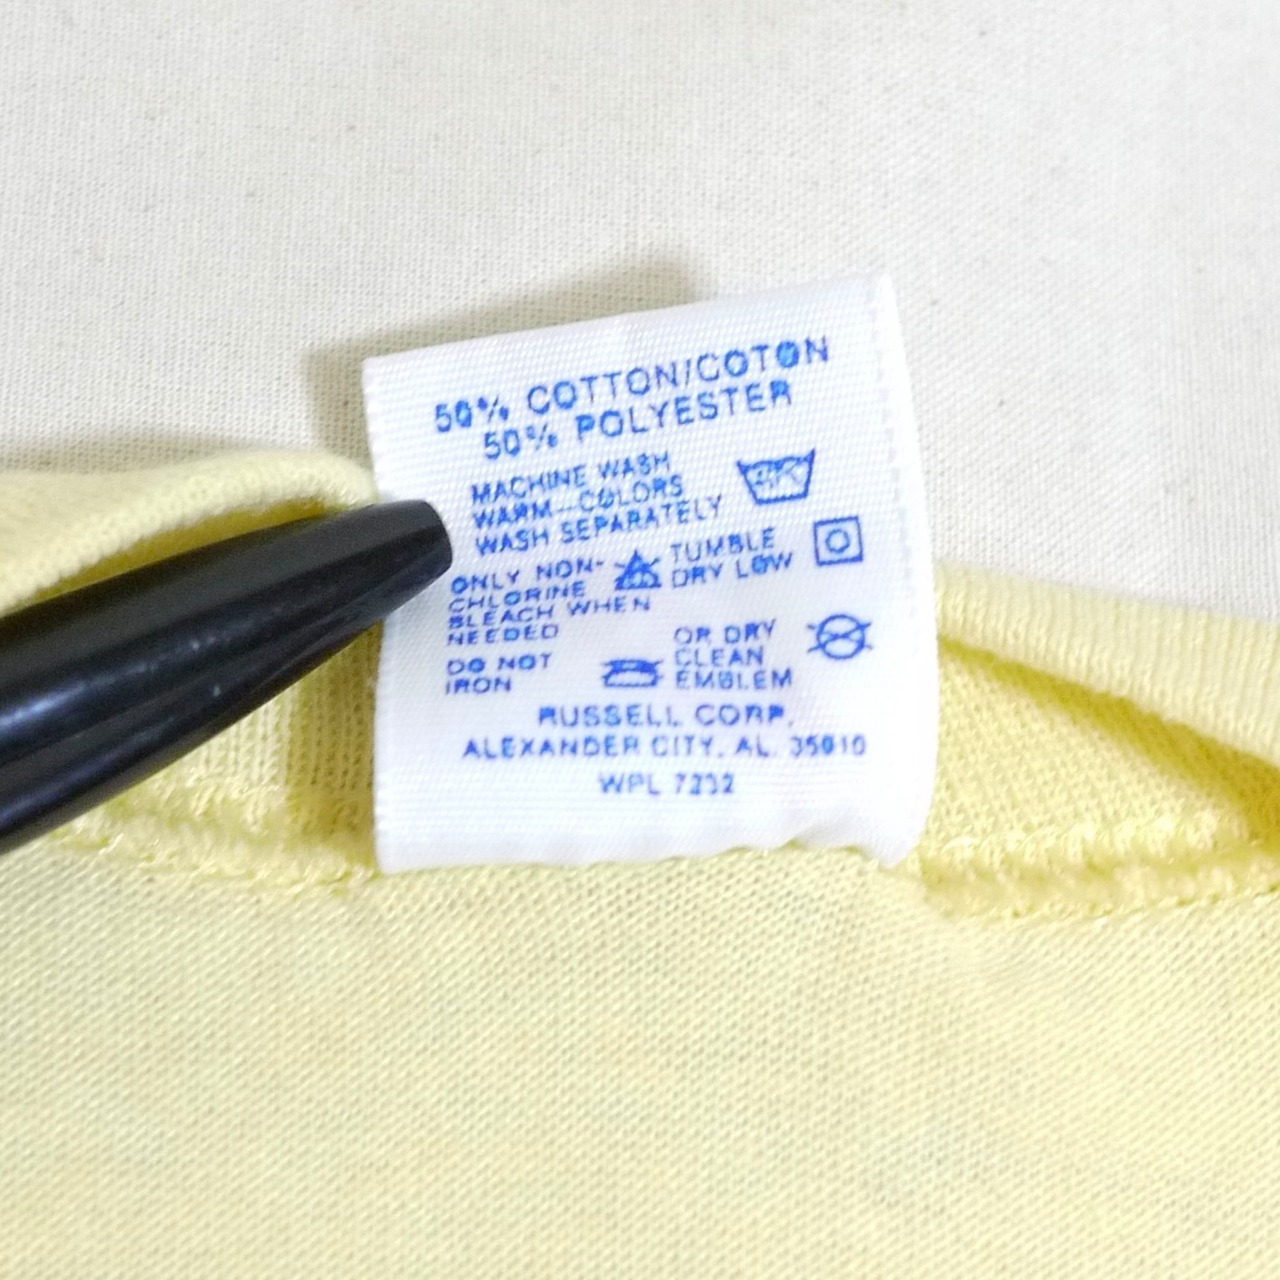 50% COTTON/COTON
50% POLYESTER
MACHINE WASH
WARM—COLORS
WASH SEPARATELY
ONLY NON-
CHLORINE
BLEACH WHEN
NEEDED
TUMBLE
DRY LOW
DO NOT
IRON
OR DRY
CLEAN
EMBLEM
RUSSELL CORP.
ALEXANDER CITY, AL. 35010
WPL 7232